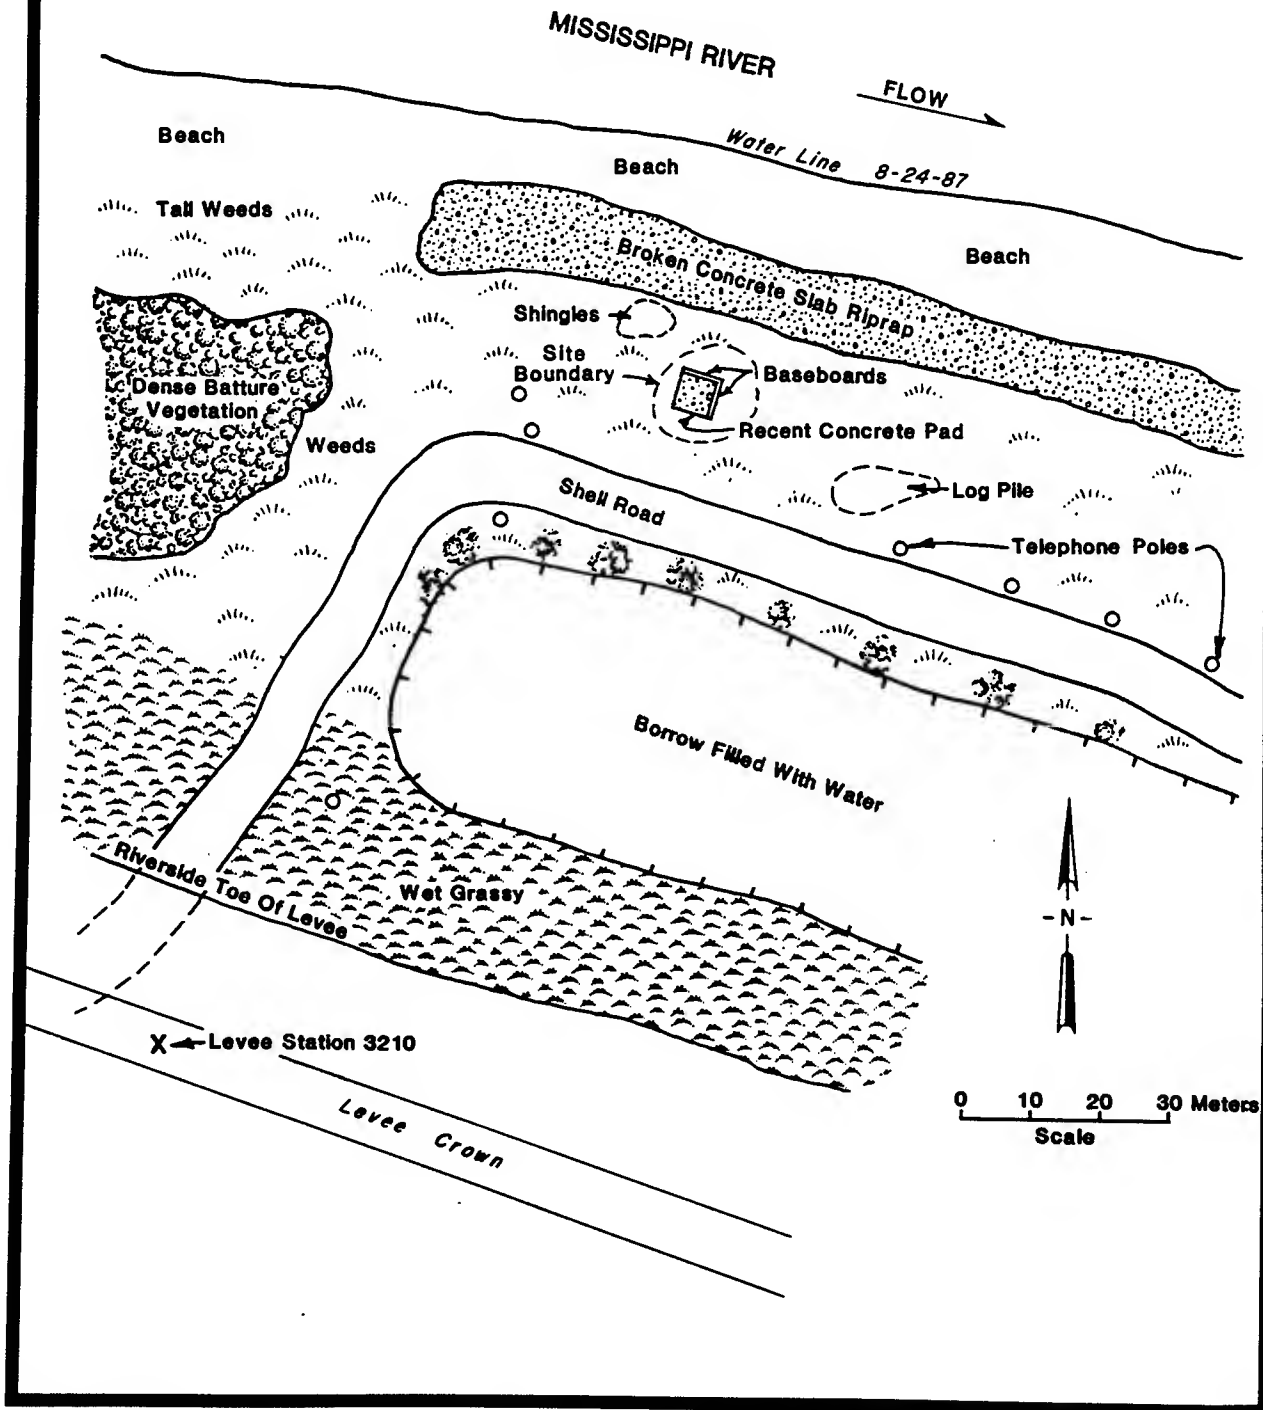 MISSISSIPPI RIVER
FLOW
Water Line 8-24-87
Beach
Beach
Beach
Tall Weeds
Broken Concrete Slab Riprap
Shingles
Site
Boundary
Baseboards
Dense Batture
Vegetation
Recent Concrete Pad
Weeds
Shell Road
Log Pile
Telephone Poles
Borrow Filled With Water
Riverside Toe Of Levee
Wet Grassy
-N-
X
Levee Station 3210
0 10 20 30 Meters
Scale
Levee Crown